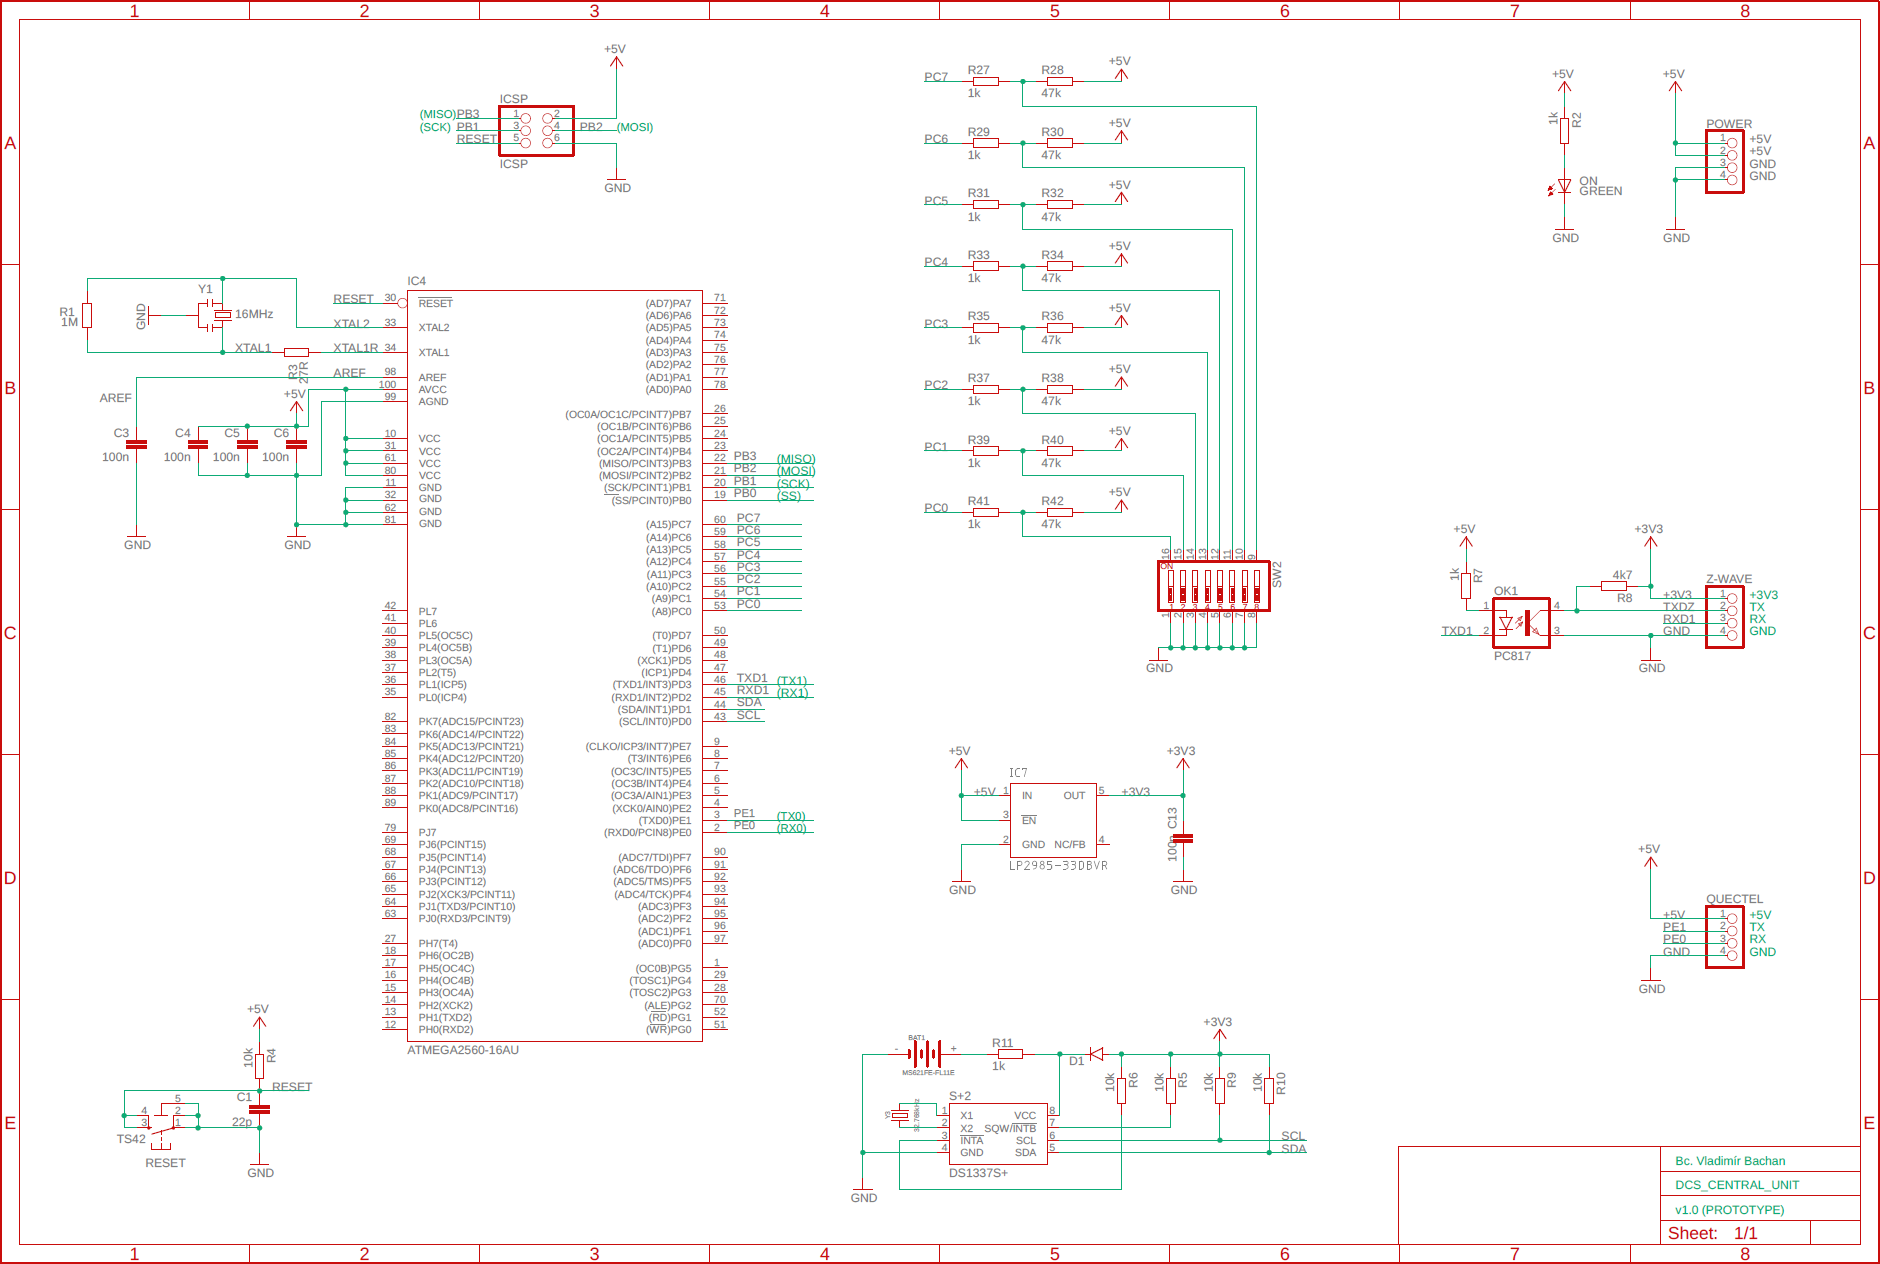 1 2 3 4 5 6 7 8
A
B
C
D
E
+5V
ICSP
(MISO) PB3 1 2
(SCK) PB1 3 4 PB2 (MOSI)
RESET 5 6
ICSP
GND
PC7 R27 1k R28 47k +5V
PC6 R29 1k R30 47k +5V
PC5 R31 1k R32 47k +5V
PC4 R33 1k R34 47k +5V
PC3 R35 1k R36 47k +5V
PC2 R37 1k R38 47k +5V
PC1 R39 1k R40 47k +5V
PC0 R41 1k R42 47k +5V
16 15 14 13 12 11 10 9
ON
SW2
1 2 3 4 5 6 7 8
1 2 3 4 5 6 7 8
GND
+5V
1k
R2
ON
GREEN
GND
+5V
POWER
1 +5V
2 +5V
3 GND
4 GND
GND
R1
1M
GND
Y1
16MHz
XTAL1
R3
27R
XTAL1R
XTAL2
RESET
AREF
AREF
+5V
C3
100n
C4
100n
C5
100n
C6
100n
GND
GND
IC4
30 RESET
33 XTAL2
34 XTAL1
98 AREF
100 AVCC
99 AGND
10 VCC
31 VCC
61 VCC
80 VCC
11 GND
32 GND
62 GND
81 GND
42 PL7
41 PL6
40 PL5(OC5C)
39 PL4(OC5B)
38 PL3(OC5A)
37 PL2(T5)
36 PL1(ICP5)
35 PL0(ICP4)
82 PK7(ADC15/PCINT23)
83 PK6(ADC14/PCINT22)
84 PK5(ADC13/PCINT21)
85 PK4(ADC12/PCINT20)
86 PK3(ADC11/PCINT19)
87 PK2(ADC10/PCINT18)
88 PK1(ADC9/PCINT17)
89 PK0(ADC8/PCINT16)
79 PJ7
69 PJ6(PCINT15)
68 PJ5(PCINT14)
67 PJ4(PCINT13)
66 PJ3(PCINT12)
65 PJ2(XCK3/PCINT11)
64 PJ1(TXD3/PCINT10)
63 PJ0(RXD3/PCINT9)
27 PH7(T4)
18 PH6(OC2B)
17 PH5(OC4C)
16 PH4(OC4B)
15 PH3(OC4A)
14 PH2(XCK2)
13 PH1(TXD2)
12 PH0(RXD2)
ATMEGA2560-16AU
(AD7)PA7 71
(AD6)PA6 72
(AD5)PA5 73
(AD4)PA4 74
(AD3)PA3 75
(AD2)PA2 76
(AD1)PA1 77
(AD0)PA0 78
(OC0A/OC1C/PCINT7)PB7 26
(OC1B/PCINT6)PB6 25
(OC1A/PCINT5)PB5 24
(OC2A/PCINT4)PB4 23
(MISO/PCINT3)PB3 22 PB3 (MISO)
(MOSI/PCINT2)PB2 21 PB2 (MOSI)
(SCK/PCINT1)PB1 20 PB1 (SCK)
(SS/PCINT0)PB0 19 PB0 (SS)
(A15)PC7 60 PC7
(A14)PC6 59 PC6
(A13)PC5 58 PC5
(A12)PC4 57 PC4
(A11)PC3 56 PC3
(A10)PC2 55 PC2
(A9)PC1 54 PC1
(A8)PC0 53 PC0
(T0)PD7 50
(T1)PD6 49
(XCK1)PD5 48
(ICP1)PD4 47
(TXD1/INT3)PD3 46 TXD1 (TX1)
(RXD1/INT2)PD2 45 RXD1 (RX1)
(SDA/INT1)PD1 44 SDA
(SCL/INT0)PD0 43 SCL
(CLKO/ICP3/INT7)PE7 9
(T3/INT6)PE6 8
(OC3C/INT5)PE5 7
(OC3B/INT4)PE4 6
(OC3A/AIN1)PE3 5
(XCK0/AIN0)PE2 4
(TXD0)PE1 3 PE1 (TX0)
(RXD0/PCIN8)PE0 2 PE0 (RX0)
(ADC7/TDI)PF7 90
(ADC6/TDO)PF6 91
(ADC5/TMS)PF5 92
(ADC4/TCK)PF4 93
(ADC3)PF3 94
(ADC2)PF2 95
(ADC1)PF1 96
(ADC0)PF0 97
(OC0B)PG5 1
(TOSC1)PG4 29
(TOSC2)PG3 28
(ALE)PG2 70
(RD)PG1 52
(WR)PG0 51
+5V
1k
R7
TXD1
OK1
1 4
2 3
PC817
4k7
R8
+3V3
GND
Z-WAVE
+3V3 1 +3V3
TXDZ 2 TX
RXD1 3 RX
GND 4 GND
+5V
+3V3
IC7
+5V 1 IN OUT 5 +3V3
3 EN
2 GND NC/FB 4
LP2985-33DBVR
C13
100n
GND
GND
+5V
QUECTEL
+5V 1 +5V
PE1 2 TX
PE0 3 RX
GND 4 GND
GND
+5V
10k
R4
RESET
C1
22p
5
4 2
3 1
TS42
RESET
GND
BAT1
- +
MS621FE-FL11E
R11
1k
D1
+3V3
10k R6
10k R5
10k R9
10k R10
Y3
32.768kHz
S+2
1 X1 VCC 8
2 X2 SQW/INTB 7
3 INTA SCL 6 SCL
4 GND SDA 5 SDA
DS1337S+
GND
Bc. Vladimír Bachan
DCS_CENTRAL_UNIT
v1.0 (PROTOTYPE)
Sheet: 1/1
A
B
C
D
E
1 2 3 4 5 6 7 8